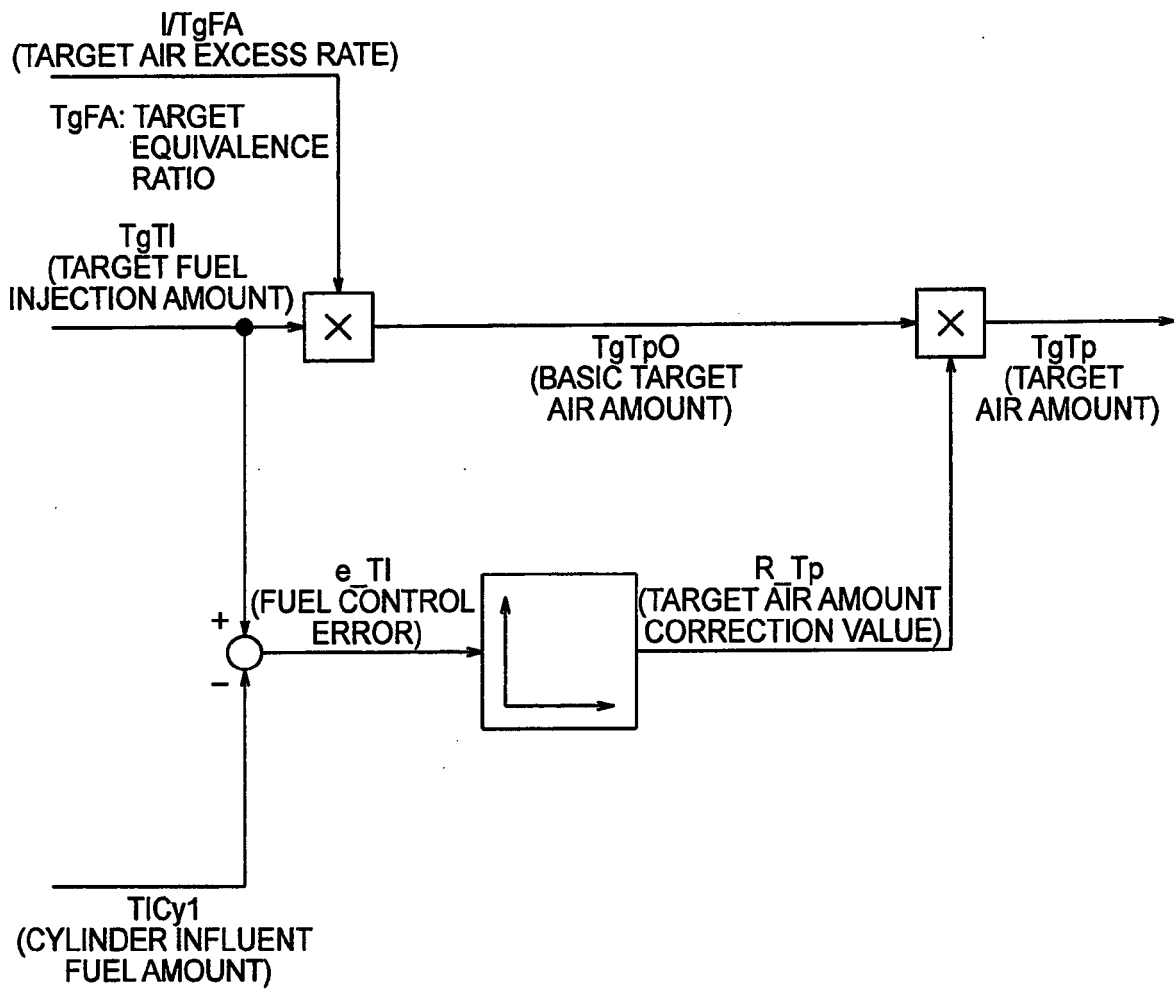 I/TgFA
(TARGET AIR EXCESS RATE)
TgFA: TARGET
EQUIVALENCE
RATIO
TgTI
(TARGET FUEL
INJECTION AMOUNT)
×
TgTpO
(BASIC TARGET
AIR AMOUNT)
×
TgTp
(TARGET
AIR AMOUNT)
e_TI
(FUEL CONTROL
ERROR)
R_Tp
(TARGET AIR AMOUNT
CORRECTION VALUE)
+
−
TICy1
(CYLINDER INFLUENT
FUEL AMOUNT)